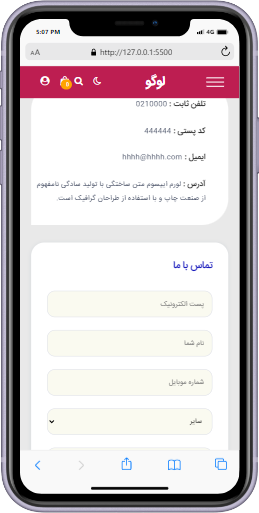 5:07 PM
4G
AA
http://127.0.0.1:5500
لوگو
0
تلفن ثابت : 0210000
کد پستی : 444444
ایمیل : hhhh@hhhh.com
آدرس : لورم ایپسوم متن ساختگی با تولید سادگی نامفهوم
از صنعت چاپ و با استفاده از طراحان گرافیک است
تماس با ما
پست الکترونیک
نام شما
شماره موبایل
سایر